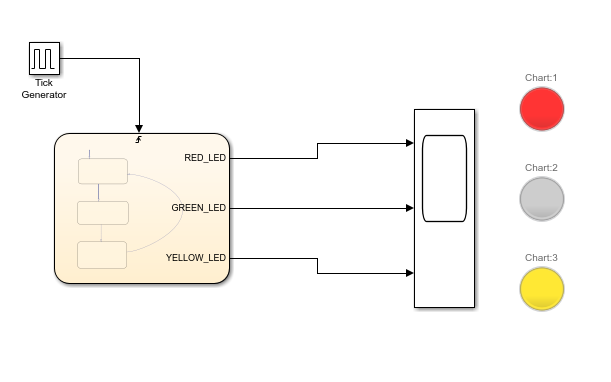 Tick
Generator
RED_LED
GREEN_LED
YELLOW_LED
Chart:1
Chart:2
Chart:3